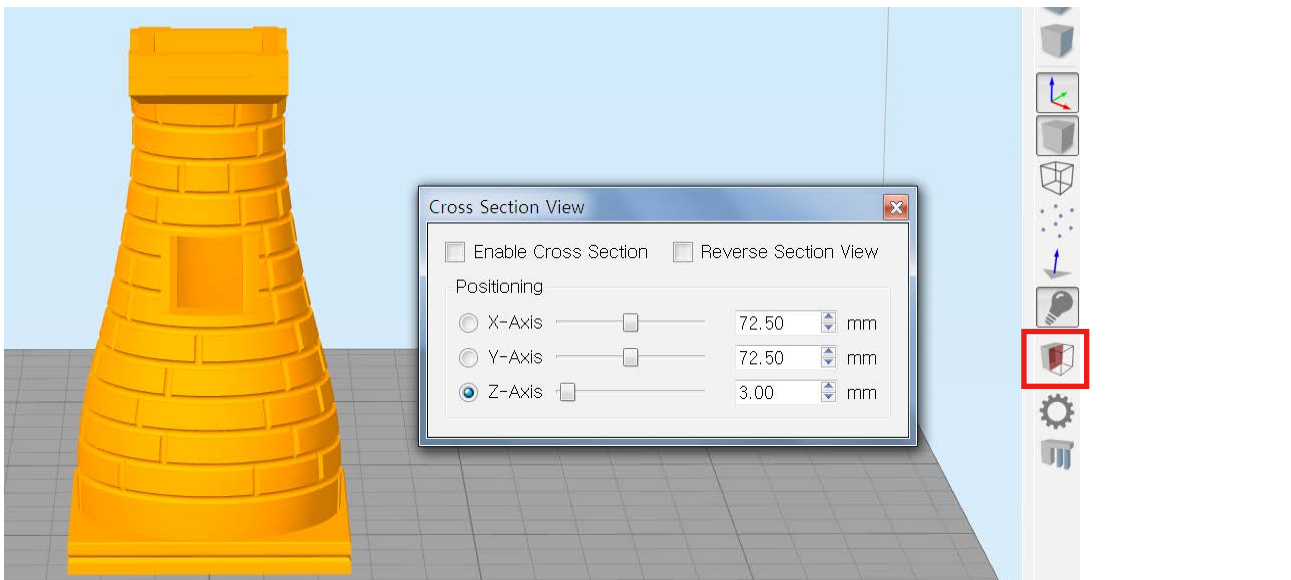 Cross Section View
Enable Cross Section Reverse Section View
Positioning
X-Axis 72.50 mm
Y-Axis 72.50 mm
Z-Axis 3.00 mm